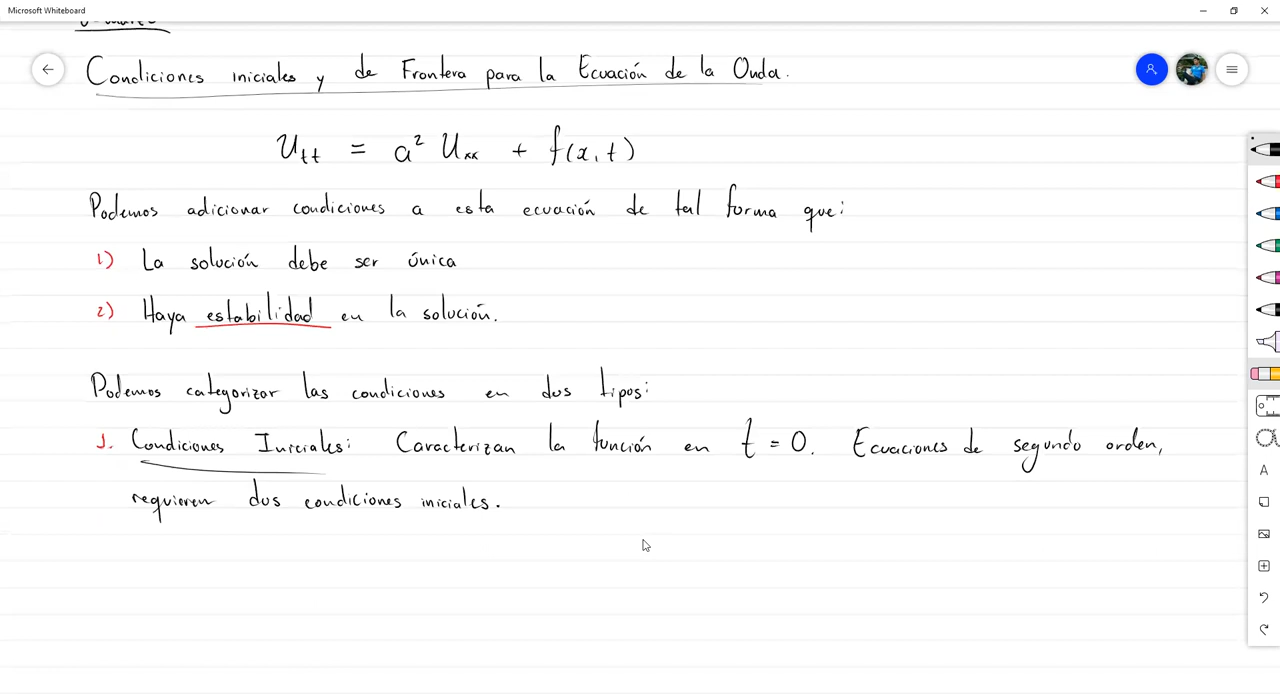 Microsoft Whiteboard
Condiciones iniciales y de Frontera para la Ecuación de la Onda.
Utt = a² Uxx + f(x,t)
Podemos adicionar condiciones a esta ecuación de tal forma que:
1) La solución debe ser única
2) Haya estabilidad en la solución.
Podemos categorizar las condiciones en dos tipos:
1. Condiciones Iniciales: Caracterizan la función en t = 0. Ecuaciones de segundo orden,
requieren dos condiciones iniciales.
A